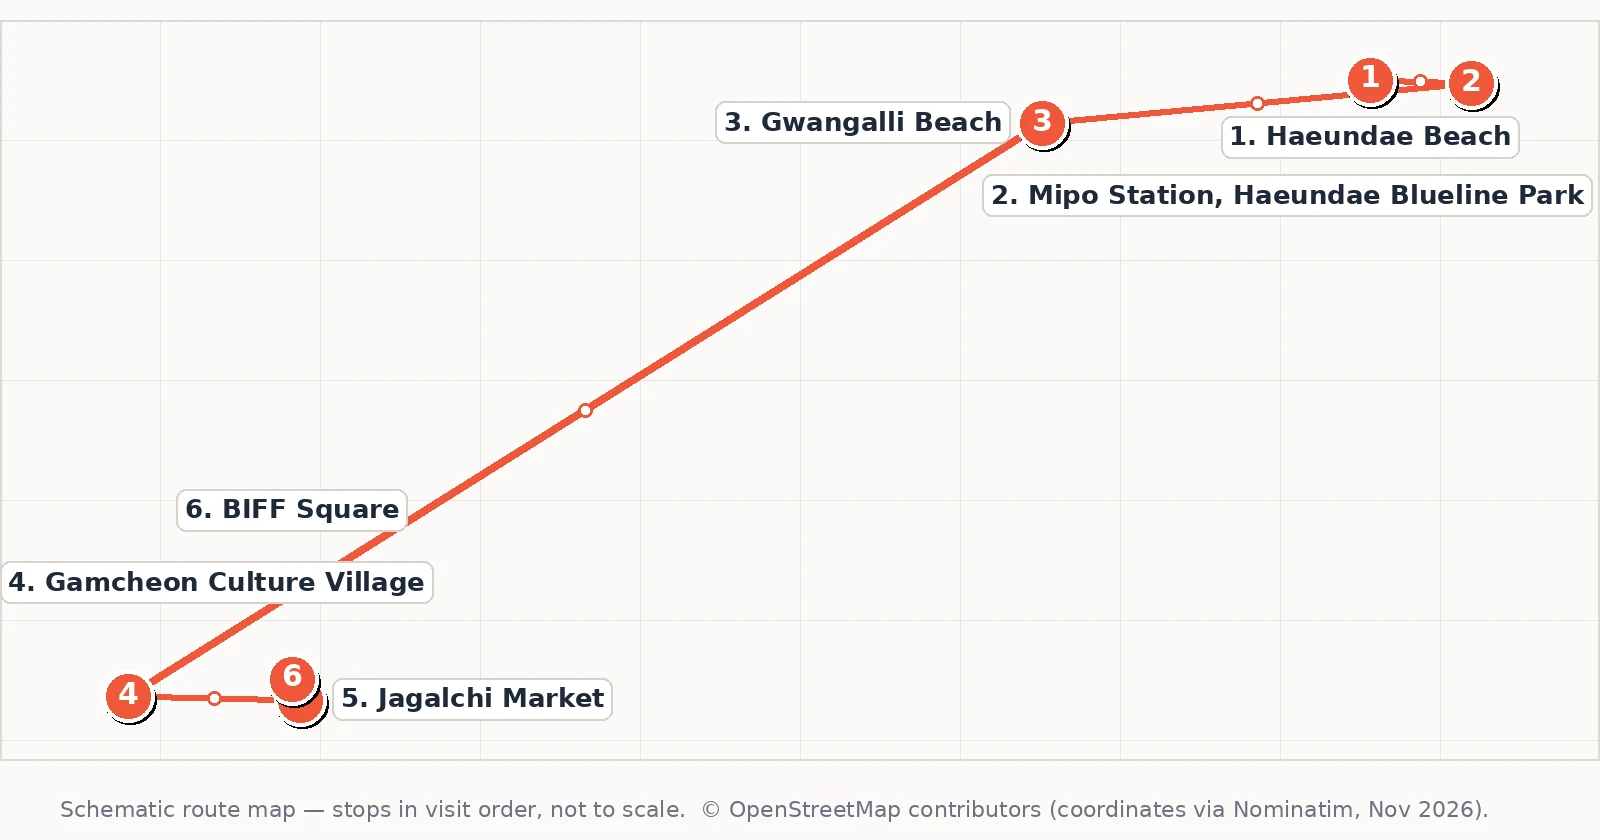 1
2
3. Gwangalli Beach
3
1. Haeundae Beach
2. Mipo Station, Haeundae Blueline Park
6. BIFF Square
4. Gamcheon Culture Village
4
6
5. Jagalchi Market
Schematic route map — stops in visit order, not to scale.  © OpenStreetMap contributors (coordinates via Nominatim, Nov 2026).